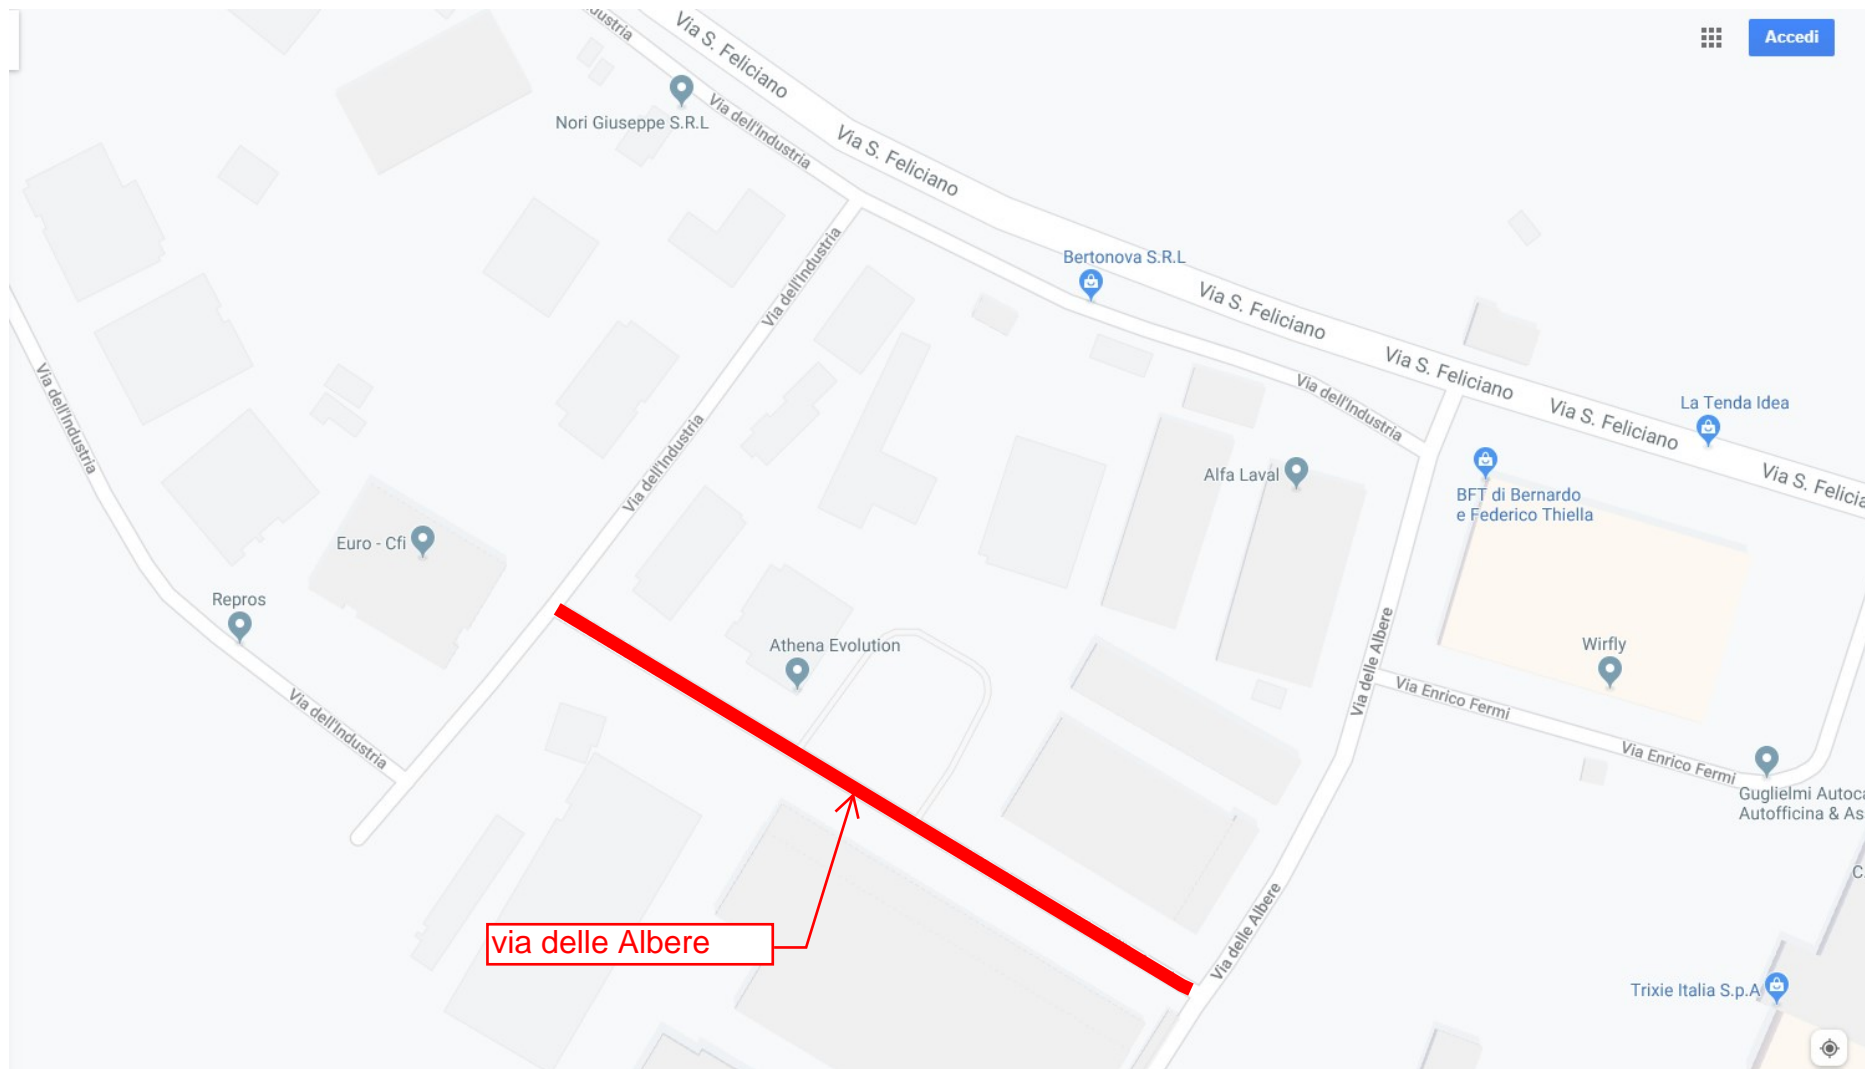 ustria
Via S. Feliciano
Accedi
Nori Giuseppe S.R.L
Via dell'Industria
Via S. Feliciano
Via dell'Industria
Bertonova S.R.L
Via S. Feliciano
Via S. Feliciano
Via dell'Industria
Via S. Feliciano
La Tenda Idea
Via S. Felicia
Via dell'Industria
Via dell'Industria
Alfa Laval
BFT di Bernardo
e Federico Thiella
Euro - Cfi
Repros
Athena Evolution
Via delle Albere
Wirfly
Via Enrico Fermi
Via dell'Industria
Via Enrico Fermi
Guglielmi Autoca
Autofficina & As
C.
via delle Albere
Via delle Albere
Trixie Italia S.p.A